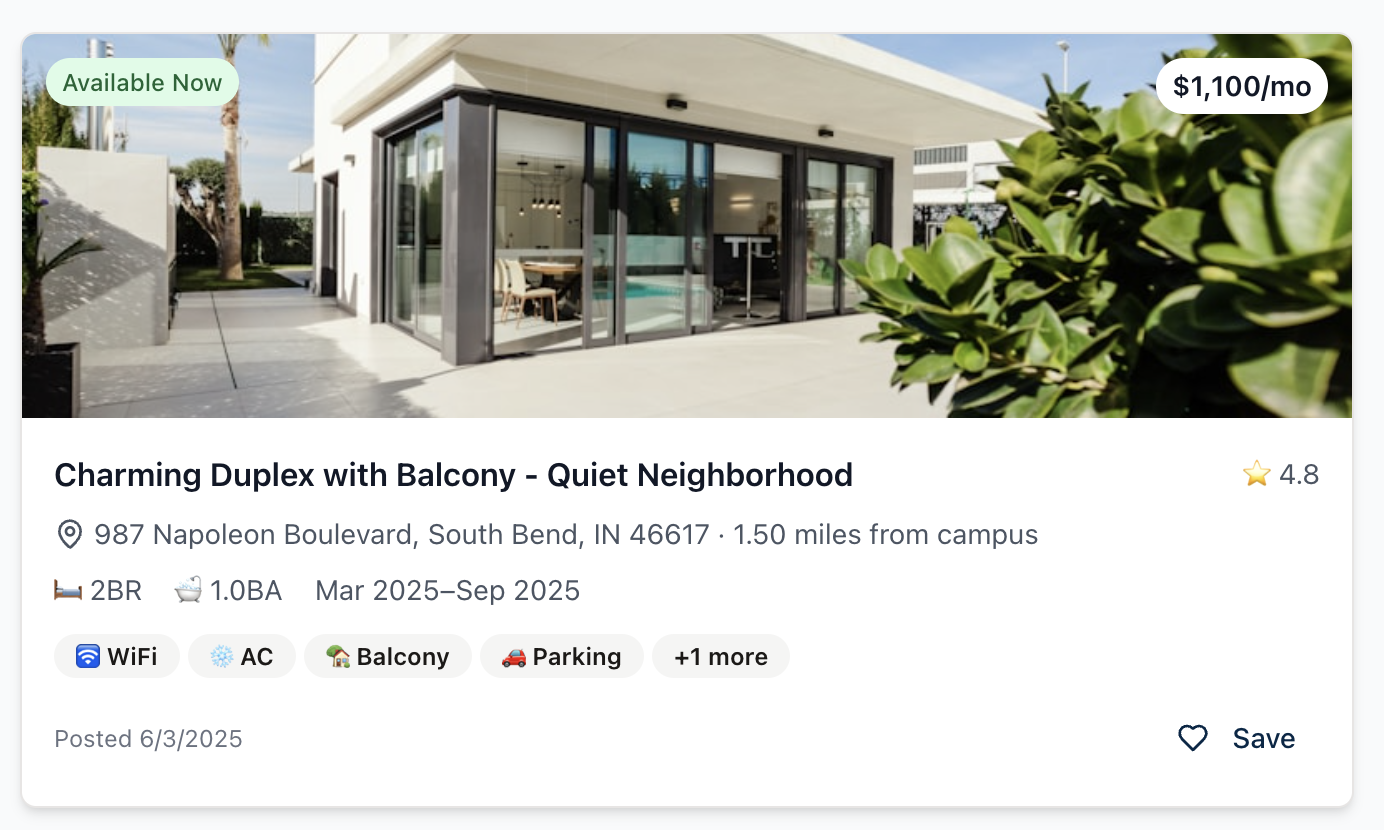 Available Now
$1,100/mo
Charming Duplex with Balcony - Quiet Neighborhood
4.8
987 Napoleon Boulevard, South Bend, IN 46617 · 1.50 miles from campus
2BR 1.0BA Mar 2025–Sep 2025
WiFi AC Balcony Parking +1 more
Posted 6/3/2025
Save